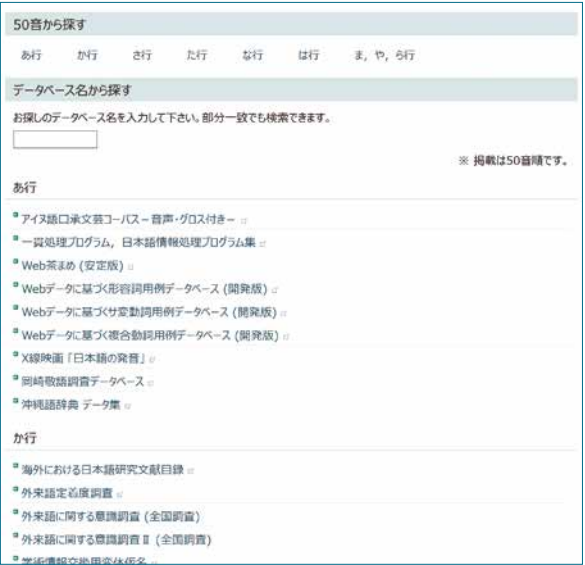 50音から探す
あ行 か行 さ行 た行 な行 は行 ま, や, ら行
データベース名から探す
お探しのデータベース名を入力して下さい。部分一致でも検索できます。
※ 掲載は50音順です。
あ行
アイヌ語口承文芸コーパス－音声・グロス付き－
一貫処理プログラム，日本語情報処理プログラム集
Web茶まめ (安定版)
Webデータに基づく形容詞用例データベース (開発版)
Webデータに基づくサ変動詞用例データベース (開発版)
Webデータに基づく複合動詞用例データベース (開発版)
X線映画「日本語の発音」
岡崎敬語調査データベース
沖縄語辞典 データ集
か行
海外における日本語研究文献目録
外来語定着度調査
外来語に関する意識調査 (全国調査)
外来語に関する意識調査Ⅱ (全国調査)
学術情報交換用変体仮名